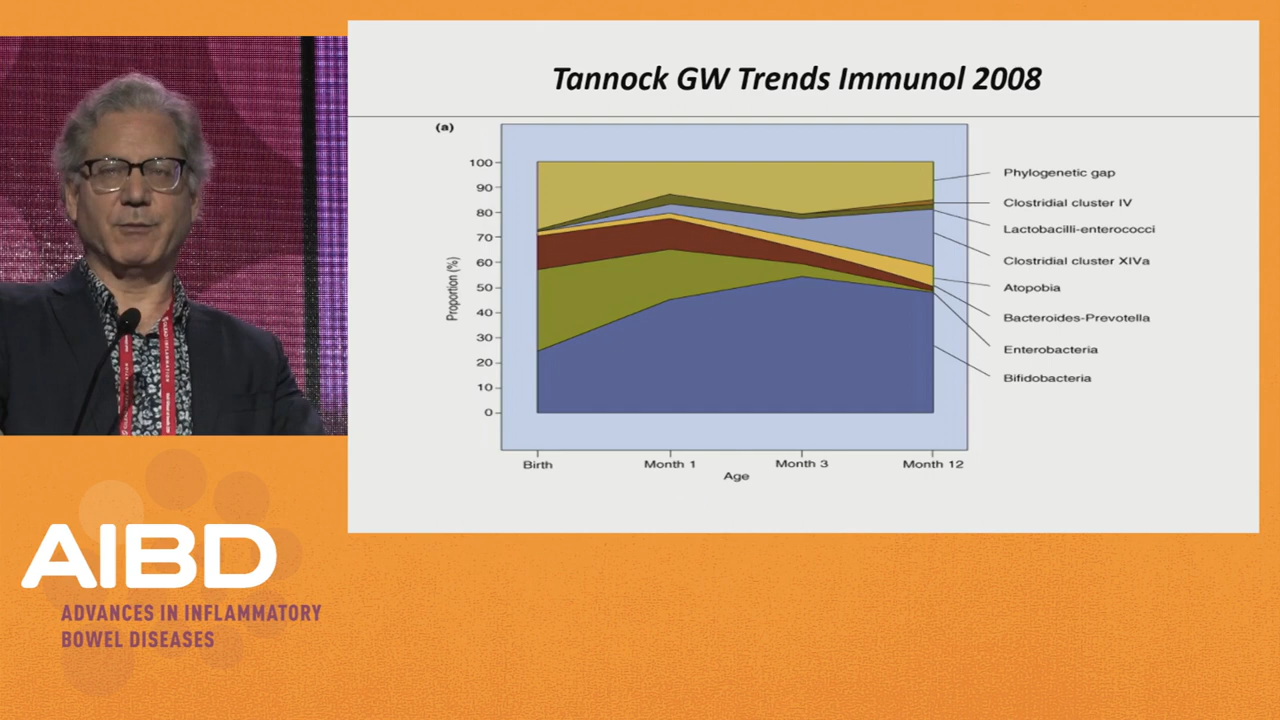 Tannock GW Trends Immunol 2008
(a)
100
90
80
70
60
50
40
30
20
10
0
Proportion (%)
Birth
Month 1
Month 3
Month 12
Age
Phylogenetic gap
Clostridial cluster IV
Lactobacilli-enterococci
Clostridial cluster XIVa
Atopobia
Bacteroides-Prevotella
Enterobacteria
Bifidobacteria
AIBD
ADVANCES IN INFLAMMATORY
BOWEL DISEASES